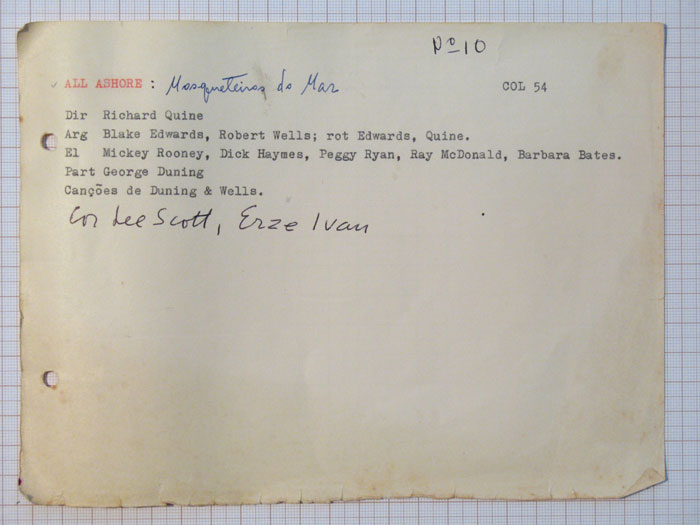 Dº 10
ALL ASHORE : Mosqueteiros do Mar COL 54
Dir Richard Quine
Arg Blake Edwards, Robert Wells; rot Edwards, Quine.
El Mickey Rooney, Dick Haymes, Peggy Ryan, Ray McDonald, Barbara Bates.
Part George Duning
Canções de Duning & Wells.
Cor Lee Scott, Erze Ivan